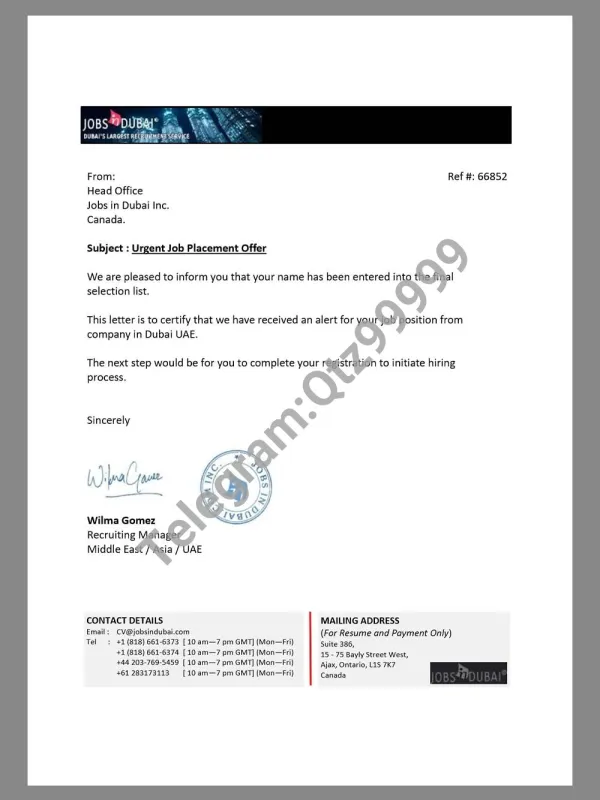 JOBS in DUBAI®
DUBAI'S LARGEST RECRUITMENT SERVICE
From:
Ref #: 66852
Head Office
Jobs in Dubai Inc.
Canada.
Subject : Urgent Job Placement Offer
We are pleased to inform you that your name has been entered into the final
selection list.
This letter is to certify that we have received an alert for your job position from
company in Dubai UAE.
The next step would be for you to complete your registration to initiate hiring
process.
Sincerely
Wilma Gomez
JOBS IN DUBAI INC.
Wilma Gomez
Recruiting Manager
Middle East / Asia / UAE
Telegram:Qtz99999
CONTACT DETAILS
Email : CV@jobsindubai.com
Tel : +1 (818) 661-6373 [ 10 am—7 pm GMT] (Mon—Fri)
+1 (818) 661-6374 [ 10 am—7 pm GMT] (Mon—Fri)
+44 203-769-5459 [ 10 am—7 pm GMT] (Mon—Fri)
+61 283173113 [ 10 am—7 pm GMT] (Mon—Fri)
MAILING ADDRESS
(For Resume and Payment Only)
Suite 386,
15 - 75 Bayly Street West,
Ajax, Ontario, L1S 7K7
Canada
JOBS in DUBAI®